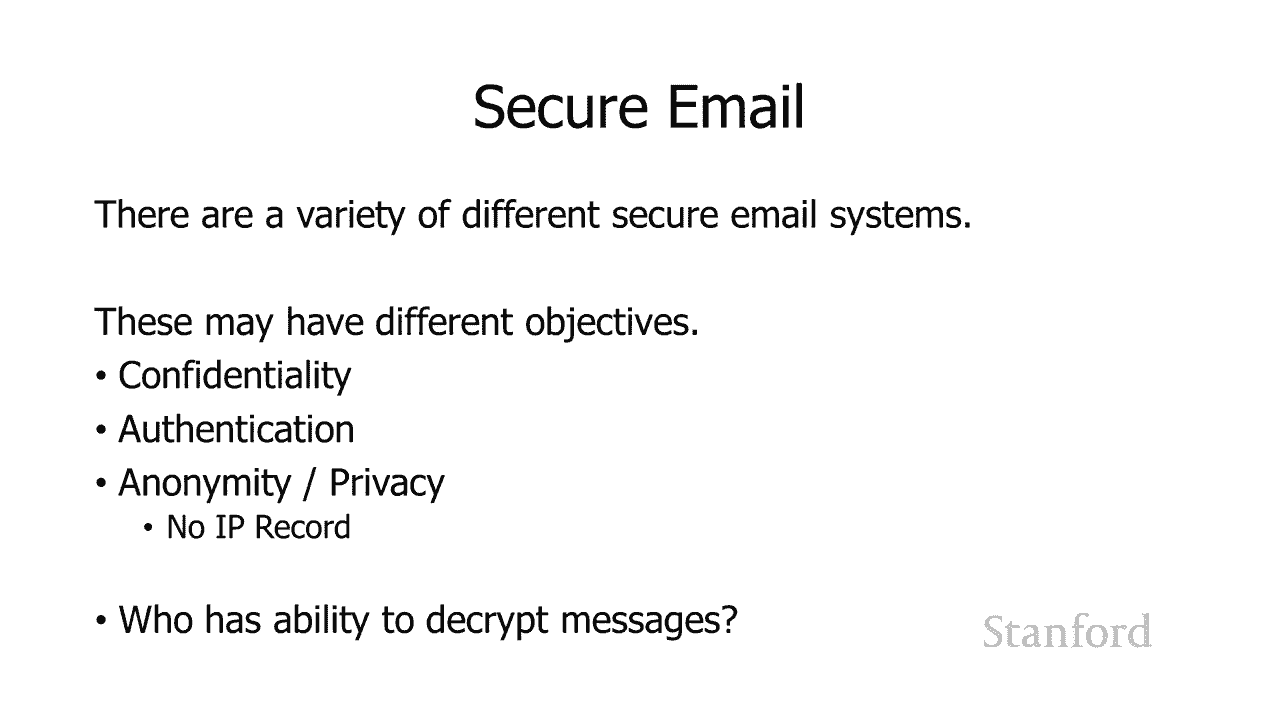 Secure Email
There are a variety of different secure email systems.
These may have different objectives.
• Confidentiality
• Authentication
• Anonymity / Privacy
• No IP Record
• Who has ability to decrypt messages?
Stanford